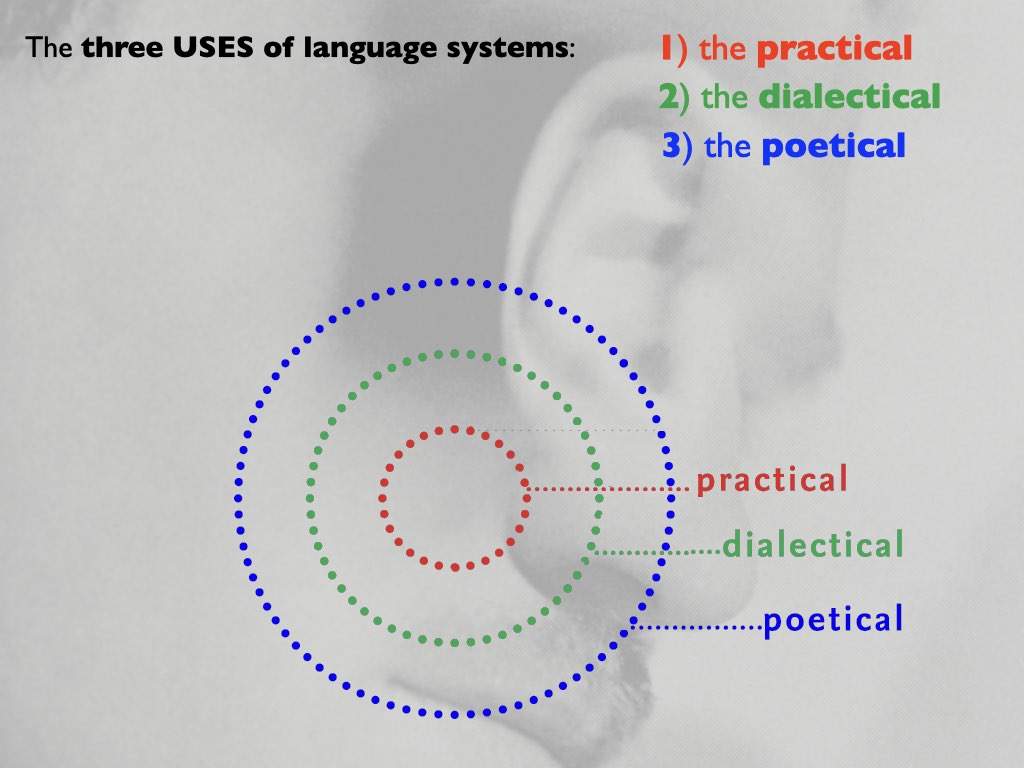 The three USES of language systems:
1) the practical
2) the dialectical
3) the poetical
practical
dialectical
poetical